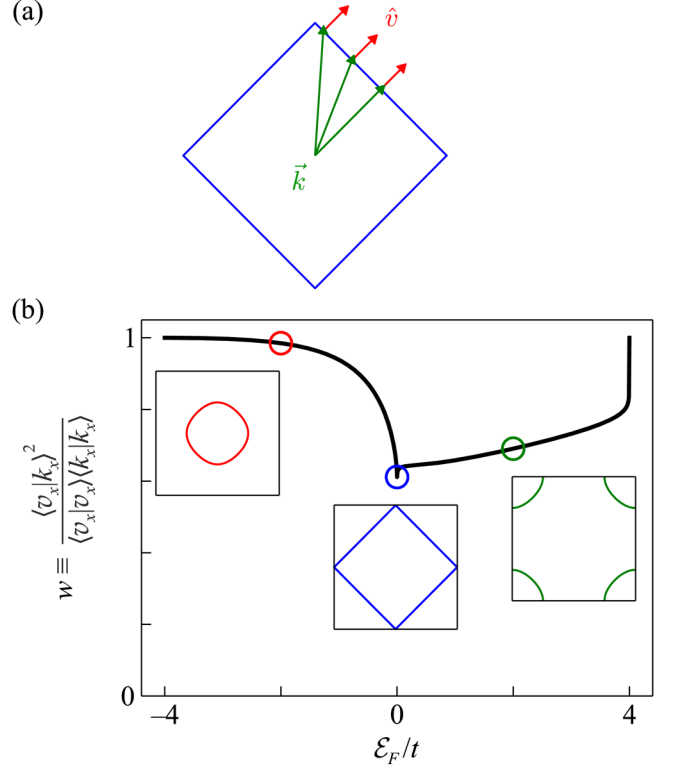 (a)
v̂
k⃗
(b)
1
w ≡ ⟨v_x|k_x⟩² / ⟨v_x|v_x⟩⟨k_x|k_x⟩
0
–4 0 4
ℰ_F/t